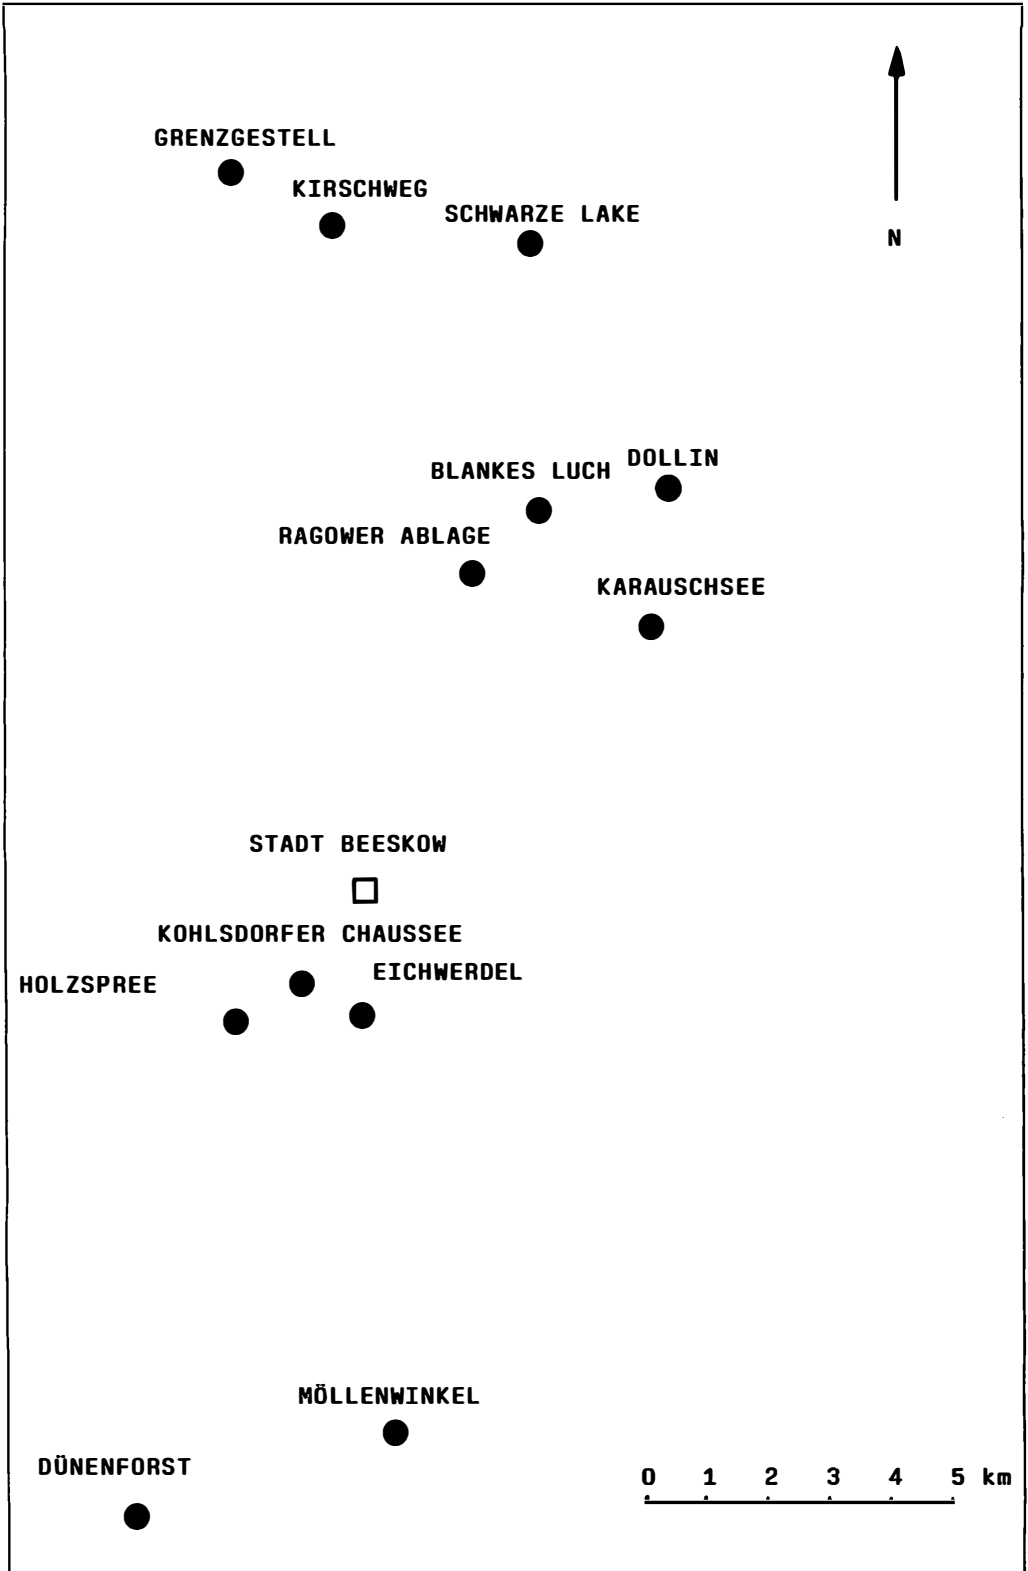 GRENZGESTELL
KIRSCHWEG
SCHWARZE LAKE
N
DOLLIN
BLANKES LUCH
RAGOWER ABLAGE
KARAUSCHSEE
STADT BEESKOW
KOHLSDORFER CHAUSSEE
EICHWERDEL
HOLZSPREE
MÖLLENWINKEL
DÜNENFORST
0 1 2 3 4 5 km